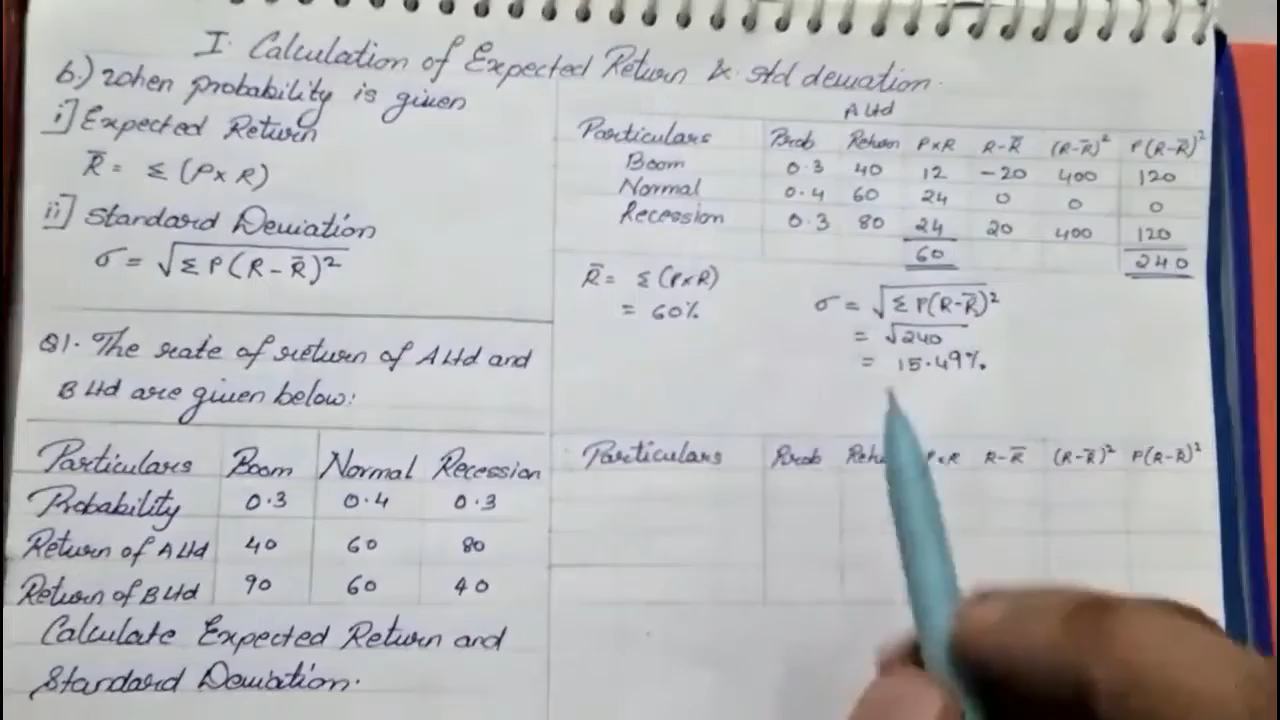 I. Calculation of Expected Return & std deviation.
b.) when probability is given
i] Expected Return
R̄ = Σ (P×R)
ii] Standard Deviation
σ = √Σ P(R-R̄)²
Q1. The rate of return of A Ltd and
B Ltd are given below:
Particulars Boom Normal Recession
Probability 0.3 0.4 0.3
Return of A Ltd 40 60 80
Return of B Ltd 90 60 40
Calculate Expected Return and
Standard Deviation.
A Ltd
Particulars Prob Return P×R R-R̄ (R-R̄)² P(R-R̄)²
Boom 0.3 40 12 -20 400 120
Normal 0.4 60 24 0 0 0
Recession 0.3 80 24 20 400 120
60 240
R̄ = Σ (P×R)
= 60%
σ = √Σ P(R-R̄)²
= √240
= 15.49%.
Particulars Prob P×R R-R̄ (R-R̄)² P(R-R̄)²